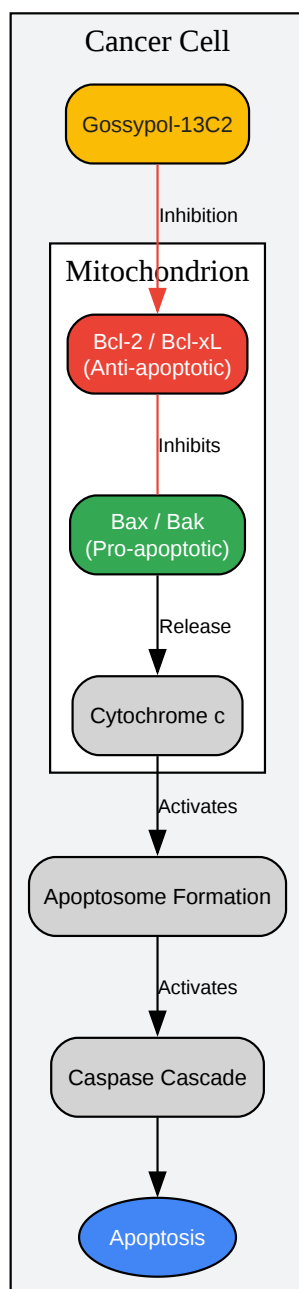 Cancer Cell
Gossypol-13C2
Inhibition
Mitochondrion
Bcl-2 / Bcl-xL
(Anti-apoptotic)
Inhibits
Bax / Bak
(Pro-apoptotic)
Release
Cytochrome c
Activates
Apoptosome Formation
Activates
Caspase Cascade
Apoptosis